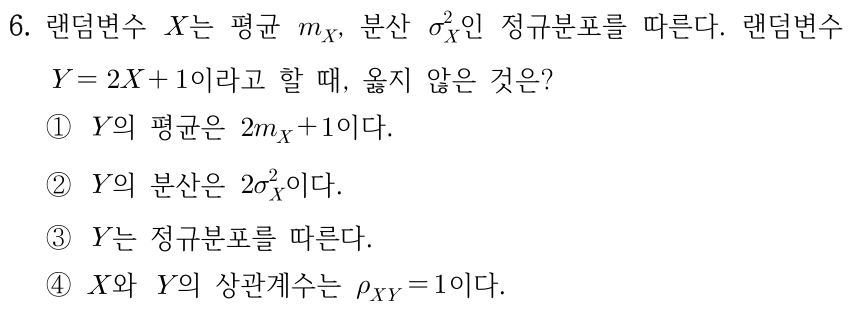 6. 랜덤변수 X는 평균 m_X, 분산 σ_X^2인 정규분포를 따른다. 랜덤변수
Y = 2X + 1이라고 할 때, 옳지 않은 것은?
① Y의 평균은 2m_X + 1이다.
② Y의 분산은 2σ_X^2이다.
③ Y는 정규분포를 따른다.
④ X와 Y의 상관계수는 ρ_XY = 1이다.